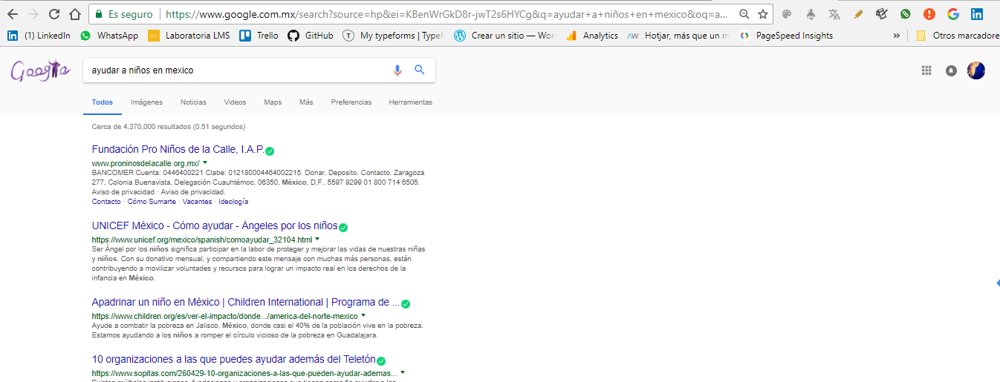 Es seguro | https://www.google.com.mx/search?source=hp&ei=KBenWrGkD8r-jwT2s6HYCg&q=ayudar+a+niños+en+mexico&oq=a...
(1) LinkedIn WhatsApp Laboratoria LMS Trello GitHub My typeforms | Typef Crear un sitio — Wor Analytics Hotjar, más que un m PageSpeed Insights » Otros marcadore
Google ayudar a niños en mexico
Todos Imágenes Noticias Videos Maps Más Preferencias Herramientas
Cerca de 4,370,000 resultados (0.51 segundos)
Fundación Pro Niños de la Calle, I.A.P.
www.proninosdelacalle.org.mx/
BANCOMER Cuenta: 0446400221 Clabe: 012180004464002215. Donar. Deposito. Contacto. Zaragoza
277, Colonia Buenavista, Delegación Cuauhtémoc, 06350, México, D.F.. 5597 9299 01 800 714 6505.
Aviso de privacidad · Aviso de privacidad.
Contacto · Cómo Sumarte · Vacantes · Ideología
UNICEF México - Cómo ayudar - Ángeles por los niños
https://www.unicef.org/mexico/spanish/comoayudar_32104.html
Ser Ángel por los niños significa participar en la labor de proteger y mejorar las vidas de nuestras niñas
y niños. Con su donativo mensual, y compartiendo este mensaje con muchas más personas, están
contribuyendo a movilizar voluntades y recursos para lograr un impacto real en los derechos de la
infancia en México.
Apadrinar un niño en México | Children International | Programa de ...
https://www.children.org/es/ver-el-impacto/donde.../america-del-norte-mexico
Ayude a combatir la pobreza en Jalisco, México, donde casi el 40% de la población vive en la pobreza.
Estamos ayudando a los niños a romper el círculo vicioso de la pobreza en Guadalajara.
10 organizaciones a las que puedes ayudar además del Teletón
https://www.sopitas.com/260429-10-organizaciones-a-las-que-pueden-ayudar-ademas...